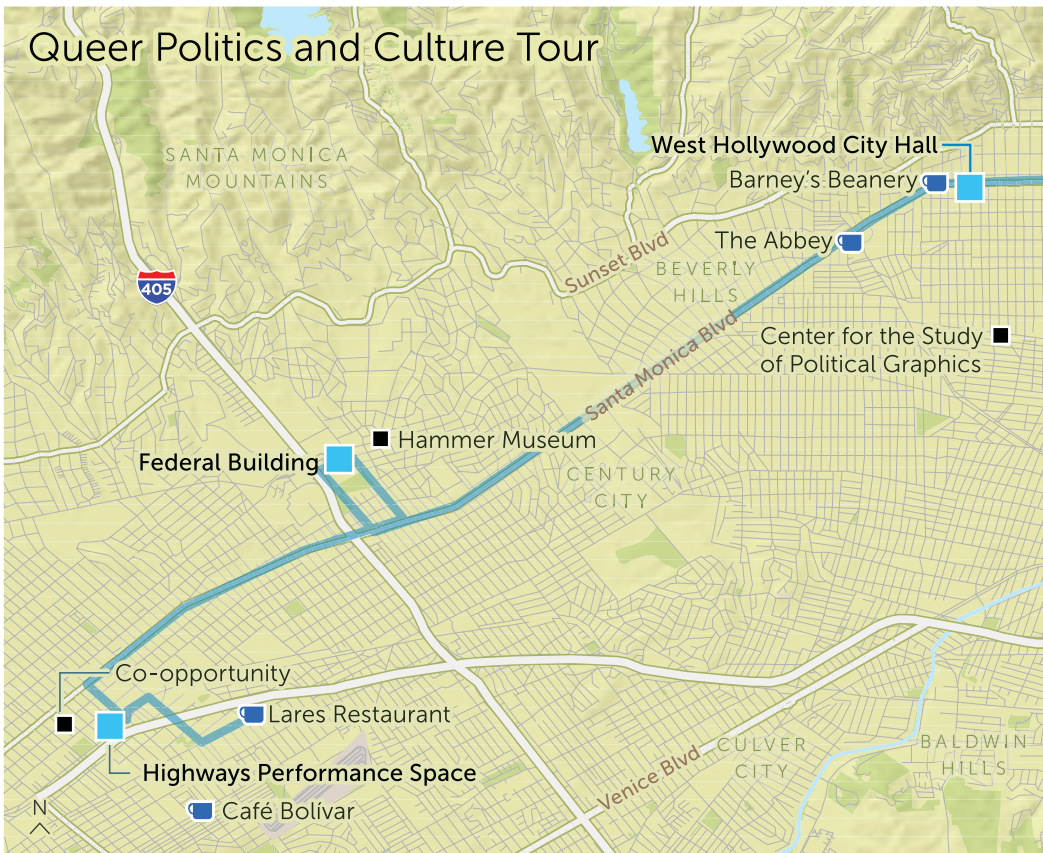 Queer Politics and Culture Tour
SANTA MONICA
MOUNTAINS
West Hollywood City Hall
Barney's Beanery
The Abbey
Sunset Blvd
BEVERLY
HILLS
405
Santa Monica Blvd
Center for the Study
of Political Graphics
Hammer Museum
Federal Building
CENTURY
CITY
Co-opportunity
Lares Restaurant
Highways Performance Space
Venice Blvd
CULVER
CITY
BALDWIN
HILLS
N
Café Bolívar